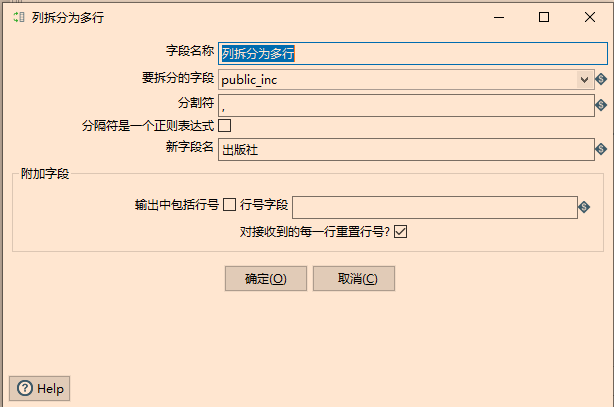 列拆分为多行
字段名称 列拆分为多行
要拆分的字段 public_inc
分割符 ,
分隔符是一个正则表达式
新字段名 出版社
附加字段
输出中包括行号 行号字段
对接收到的每一行重置行号?
确定(O) 取消(C)
Help